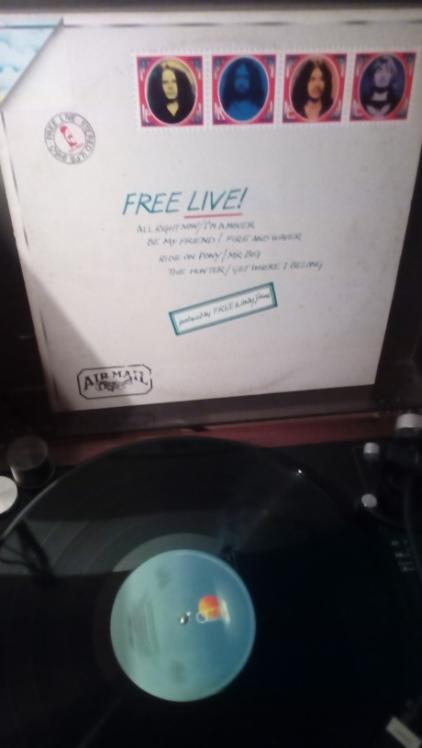 FREE LIVE!
ALL RIGHT NOW / I'M A MOVER
BE MY FRIEND / FIRE AND WATER
RIDE ON PONY / MR BIG
THE HUNTER / GET WHERE I BELONG
AIR MAIL